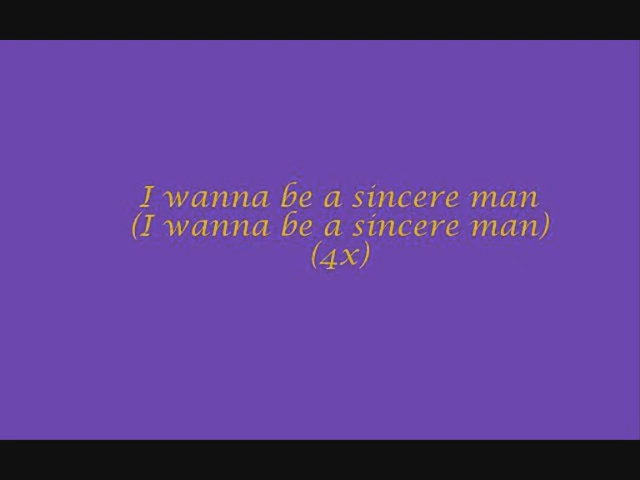 I wanna be a sincere man
(I wanna be a sincere man)
(4x)